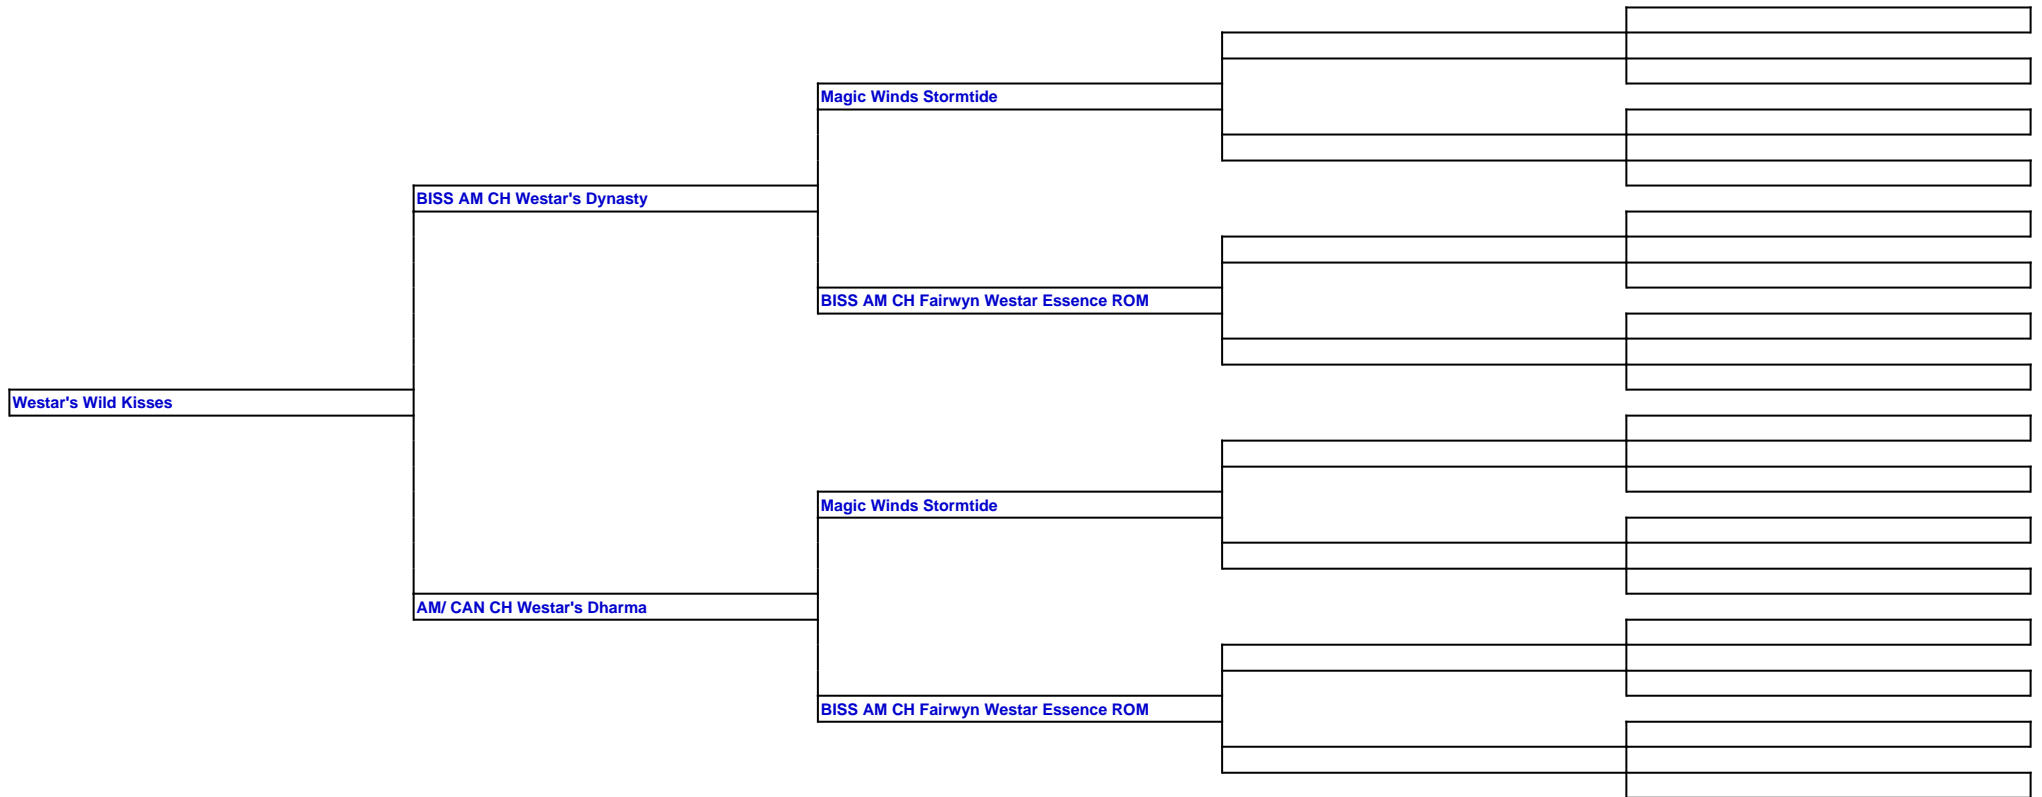 Magic Winds Stormtide
BISS AM CH Westar's Dynasty
BISS AM CH Fairwyn Westar Essence ROM
Westar's Wild Kisses
Magic Winds Stormtide
AM/ CAN CH Westar's Dharma
BISS AM CH Fairwyn Westar Essence ROM